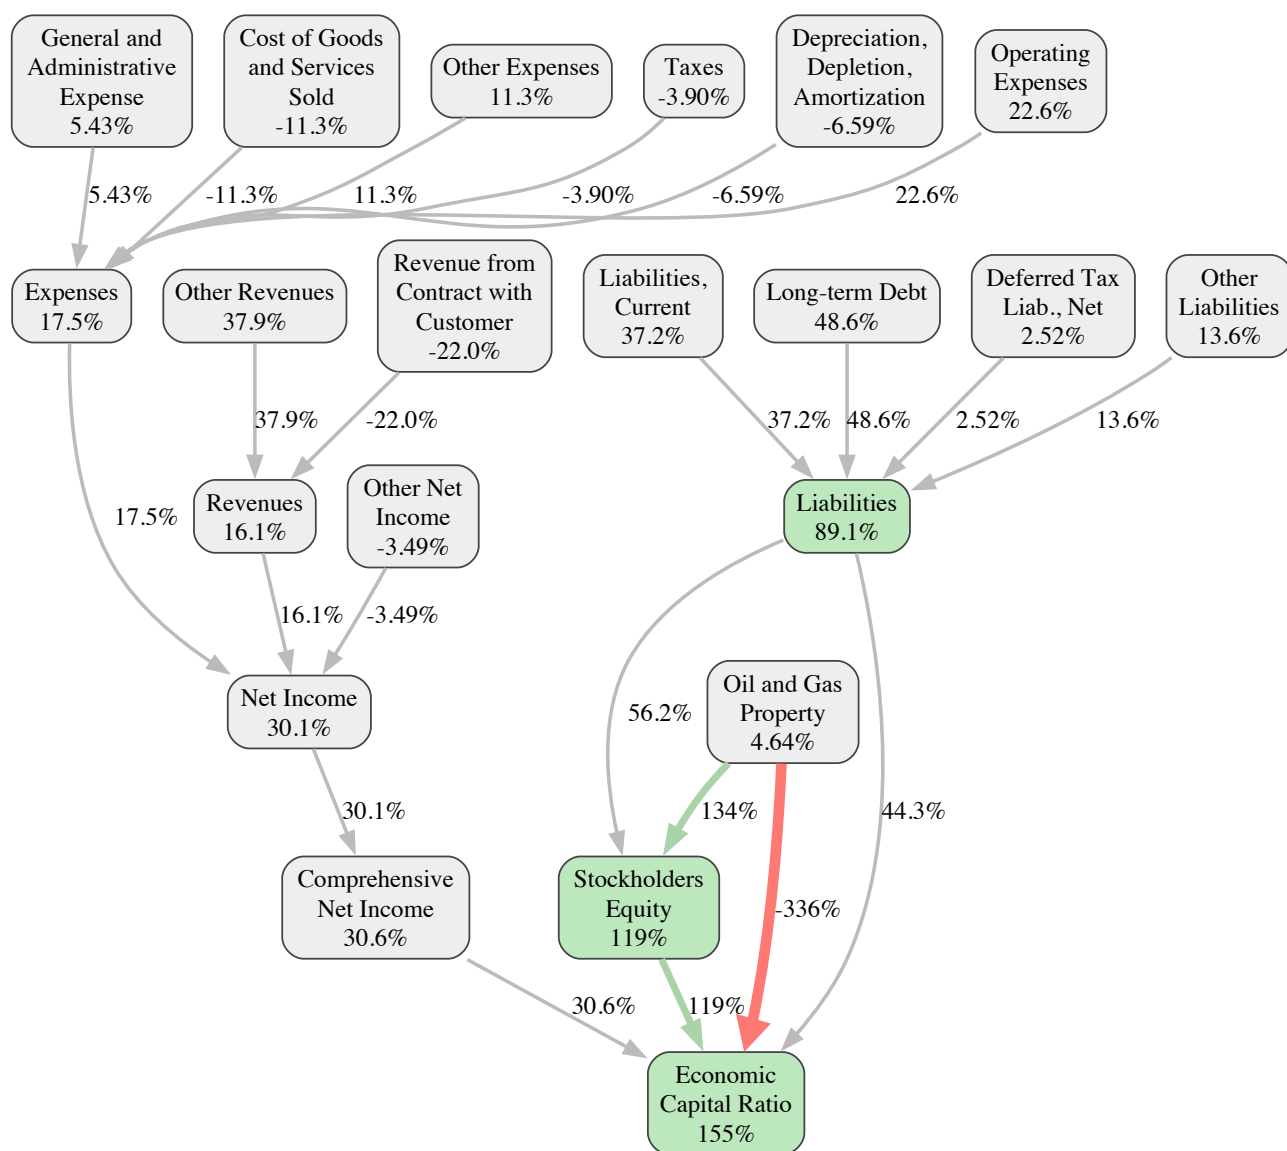 General and
Administrative
Expense
5.43%
Cost of Goods
and Services
Sold
-11.3%
Other Expenses
11.3%
Taxes
-3.90%
Depreciation,
Depletion,
Amortization
-6.59%
Operating
Expenses
22.6%
5.43%
-11.3%
11.3%
-3.90%
-6.59%
22.6%
Expenses
17.5%
Other Revenues
37.9%
Revenue from
Contract with
Customer
-22.0%
Liabilities,
Current
37.2%
Long-term Debt
48.6%
Deferred Tax
Liab., Net
2.52%
Other
Liabilities
13.6%
37.9%
-22.0%
37.2%
48.6%
2.52%
13.6%
17.5%
Revenues
16.1%
Other Net
Income
-3.49%
Liabilities
89.1%
16.1%
-3.49%
Net Income
30.1%
56.2%
Oil and Gas
Property
4.64%
30.1%
134%
44.3%
Comprehensive
Net Income
30.6%
Stockholders
Equity
119%
-336%
30.6%
119%
Economic
Capital Ratio
155%